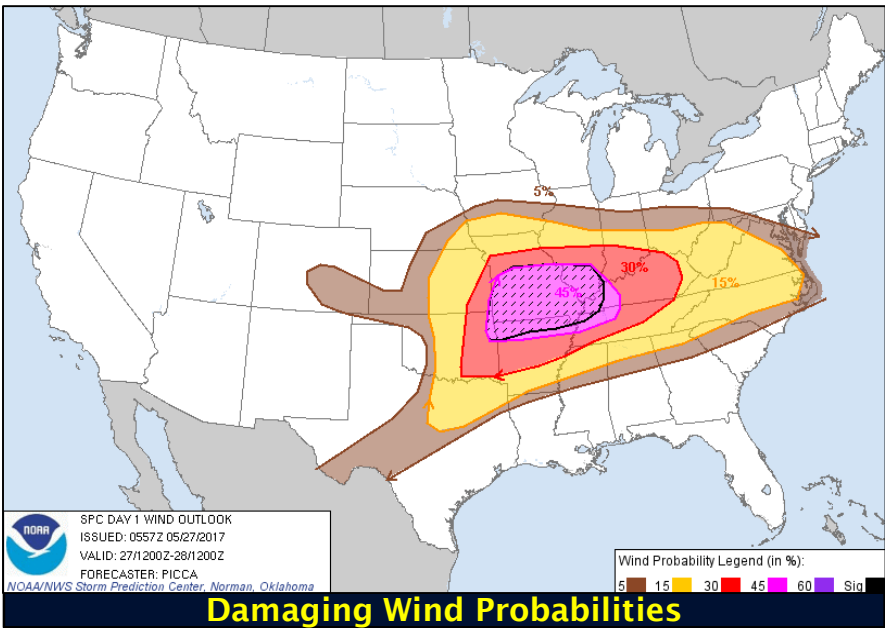 5%
30%
45%
15%
NOAA
SPC DAY 1 WIND OUTLOOK
ISSUED: 0557Z 05/27/2017
VALID: 27/1200Z-28/1200Z
FORECASTER: PICCA
NOAA/NWS Storm Prediction Center, Norman, Oklahoma
Wind Probability Legend (in %):
5 15 30 45 60 Sig
Damaging Wind Probabilities